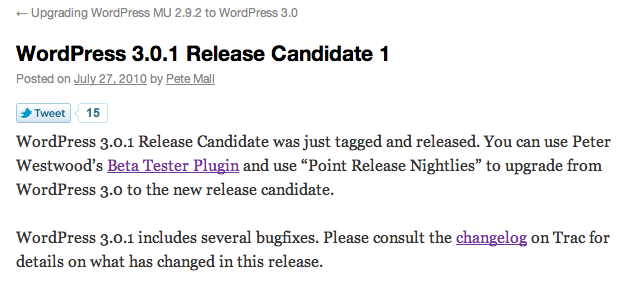 ← Upgrading WordPress MU 2.9.2 to WordPress 3.0
WordPress 3.0.1 Release Candidate 1
Posted on July 27, 2010 by Pete Mall
Tweet 15
WordPress 3.0.1 Release Candidate was just tagged and released. You can use Peter
Westwood’s Beta Tester Plugin and use “Point Release Nightlies” to upgrade from
WordPress 3.0 to the new release candidate.
WordPress 3.0.1 includes several bugfixes. Please consult the changelog on Trac for
details on what has changed in this release.